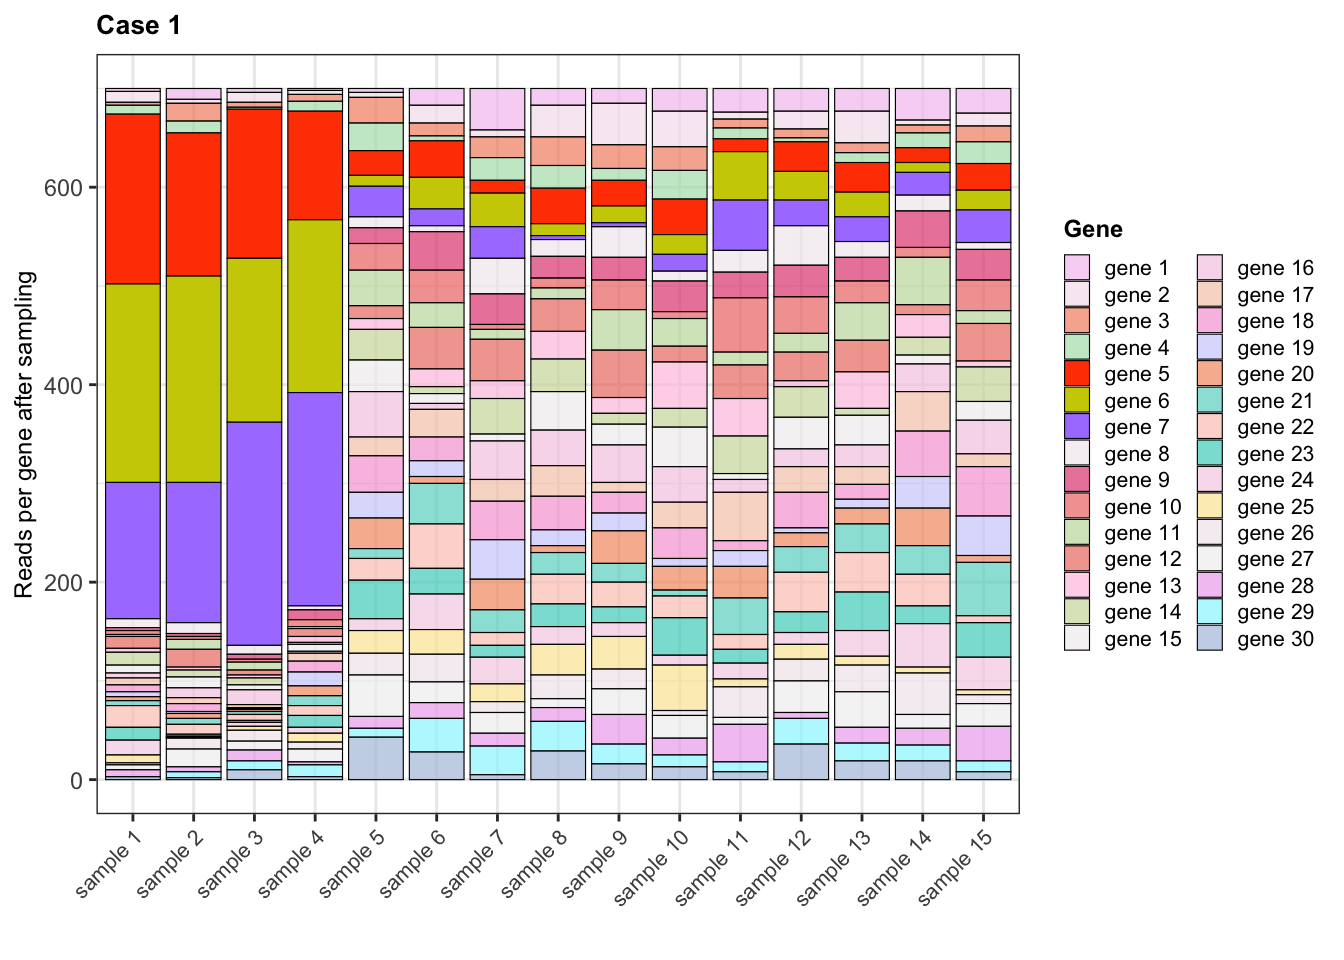 Case 1
Reads per gene after sampling
600
400
200
0
sample 1
sample 2
sample 3
sample 4
sample 5
sample 6
sample 7
sample 8
sample 9
sample 10
sample 11
sample 12
sample 13
sample 14
sample 15
Gene
gene 1
gene 2
gene 3
gene 4
gene 5
gene 6
gene 7
gene 8
gene 9
gene 10
gene 11
gene 12
gene 13
gene 14
gene 15
gene 16
gene 17
gene 18
gene 19
gene 20
gene 21
gene 22
gene 23
gene 24
gene 25
gene 26
gene 27
gene 28
gene 29
gene 30